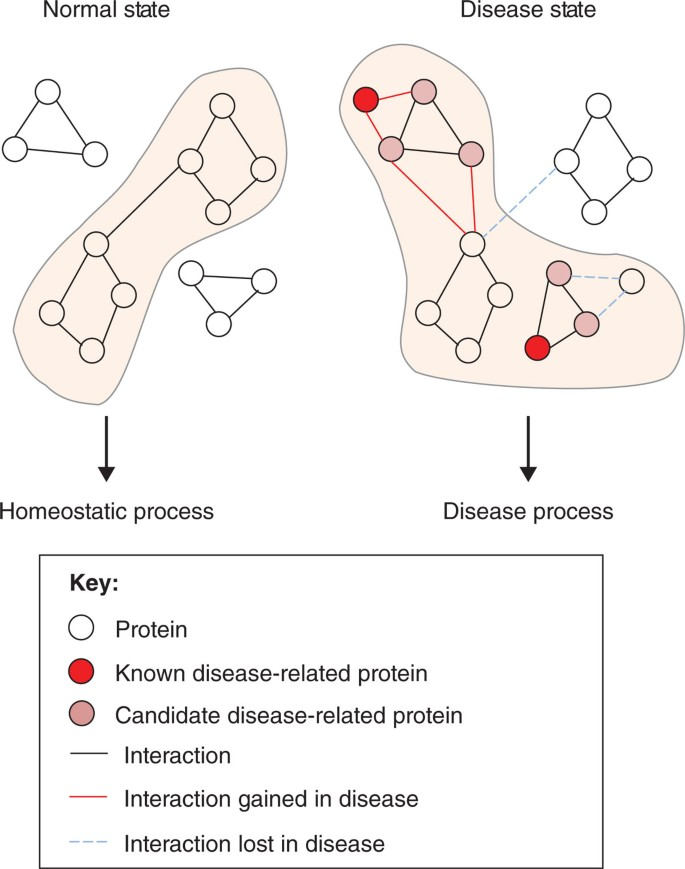 Normal state
Disease state
Homeostatic process
Disease process
Key:
Protein
Known disease-related protein
Candidate disease-related protein
Interaction
Interaction gained in disease
Interaction lost in disease